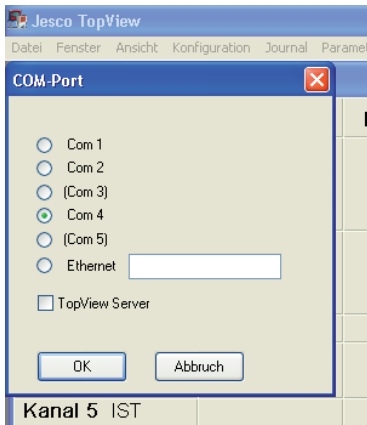 Jesco TopView
Datei Fenster Ansicht Konfiguration Journal
COM-Port
Com 1
Com 2
(Com 3)
Com 4
(Com 5)
Ethernet
TopView Server
OK Abbruch
Kanal 5 IST